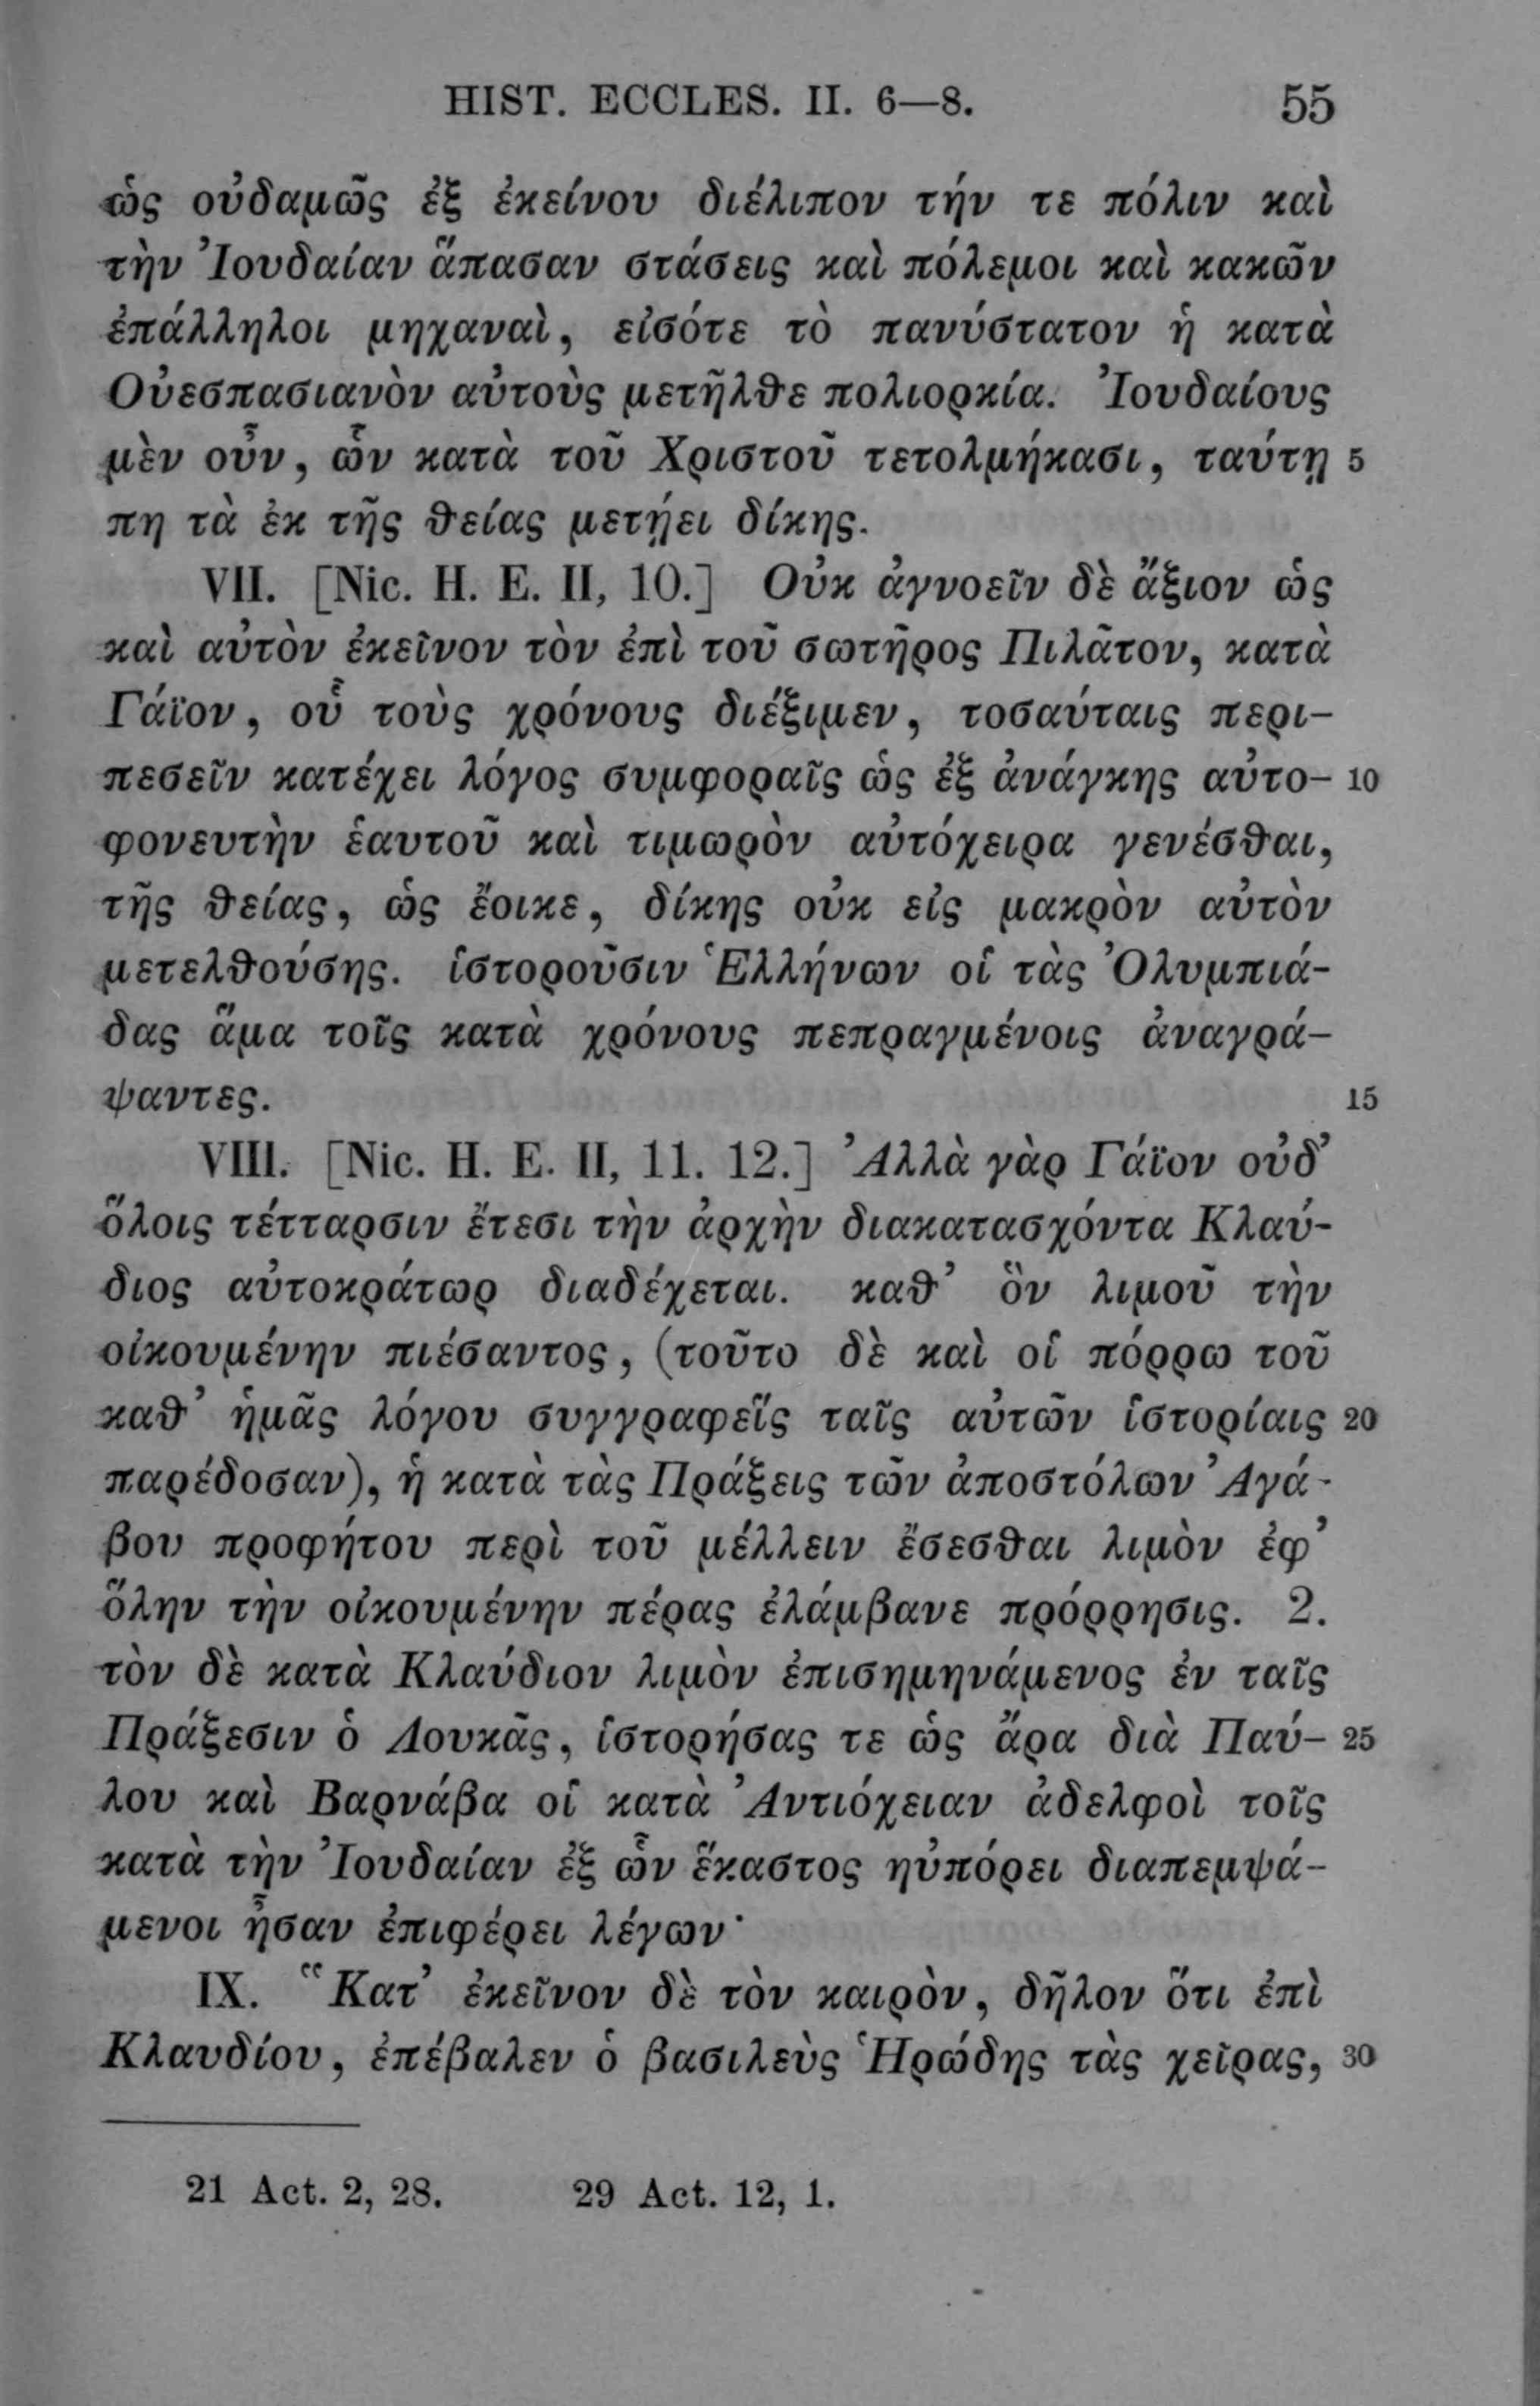 HIST. ECCLES. II. 6—8. 55
ὡς οὐδαμῶς ἐξ ἐκείνου διέλιπον τήν τε πόλιν καὶ
τὴν Ἰουδαίαν ἅπασαν στάσεις καὶ πόλεμοι καὶ κακῶν
ἐπάλληλοι μηχαναὶ, εἰσότε τὸ πανύστατον ἡ κατὰ
Οὐεσπασιανὸν αὐτοὺς μετῆλθε πολιορκία. Ἰουδαίους
μὲν οὖν, ὧν κατὰ τοῦ Χριστοῦ τετολμήκασι, ταύτῃ 5
πη τὰ ἐκ τῆς θείας μετῄει δίκης.
VII. [Nic. H. E. II, 10.] Οὐκ ἀγνοεῖν δὲ ἄξιον ὡς
καὶ αὐτὸν ἐκεῖνον τὸν ἐπὶ τοῦ σωτῆρος Πιλᾶτον, κατὰ
Γάϊον, οὗ τοὺς χρόνους διέξιμεν, τοσαύταις περι-
πεσεῖν κατέχει λόγος συμφοραῖς ὡς ἐξ ἀνάγκης αὐτο- 10
φονευτὴν ἑαυτοῦ καὶ τιμωρὸν αὐτόχειρα γενέσθαι,
τῆς θείας, ὡς ἔοικε, δίκης οὐκ εἰς μακρὸν αὐτὸν
μετελθούσης. ἱστοροῦσιν Ἑλλήνων οἱ τὰς Ὀλυμπιά-
δας ἅμα τοῖς κατὰ χρόνους πεπραγμένοις ἀναγρά-
ψαντες. 15
VIII. [Nic. H. E. II, 11. 12.] Ἀλλὰ γὰρ Γάϊον οὐδ’
ὅλοις τέτταρσιν ἔτεσι τὴν ἀρχὴν διακατασχόντα Κλαύ-
διος αὐτοκράτωρ διαδέχεται. καθ’ ὃν λιμοῦ τὴν
οἰκουμένην πιέσαντος, (τοῦτο δὲ καὶ οἱ πόρρω τοῦ
καθ’ ἡμᾶς λόγου συγγραφεῖς ταῖς αὐτῶν ἱστορίαις 20
παρέδοσαν), ἡ κατὰ τὰς Πράξεις τῶν ἀποστόλων Ἀγά-
βου προφήτου περὶ τοῦ μέλλειν ἔσεσθαι λιμὸν ἐφ’
ὅλην τὴν οἰκουμένην πέρας ἐλάμβανε πρόρρησις. 2.
τὸν δὲ κατὰ Κλαύδιον λιμὸν ἐπισημηνάμενος ἐν ταῖς
Πράξεσιν ὁ Λουκᾶς, ἱστορήσας τε ὡς ἄρα διὰ Παύ- 25
λου καὶ Βαρνάβα οἱ κατὰ Ἀντιόχειαν ἀδελφοὶ τοῖς
κατὰ τὴν Ἰουδαίαν ἐξ ὧν ἕκαστος ηὐπόρει διαπεμψά-
μενοι ἦσαν ἐπιφέρει λέγων·
IX. “Κατ’ ἐκεῖνον δὲ τὸν καιρὸν, δῆλον ὅτι ἐπὶ
Κλαυδίου, ἐπέβαλεν ὁ βασιλεὺς Ἡρώδης τὰς χεῖρας, 30
21 Act. 2, 28. 29 Act. 12, 1.